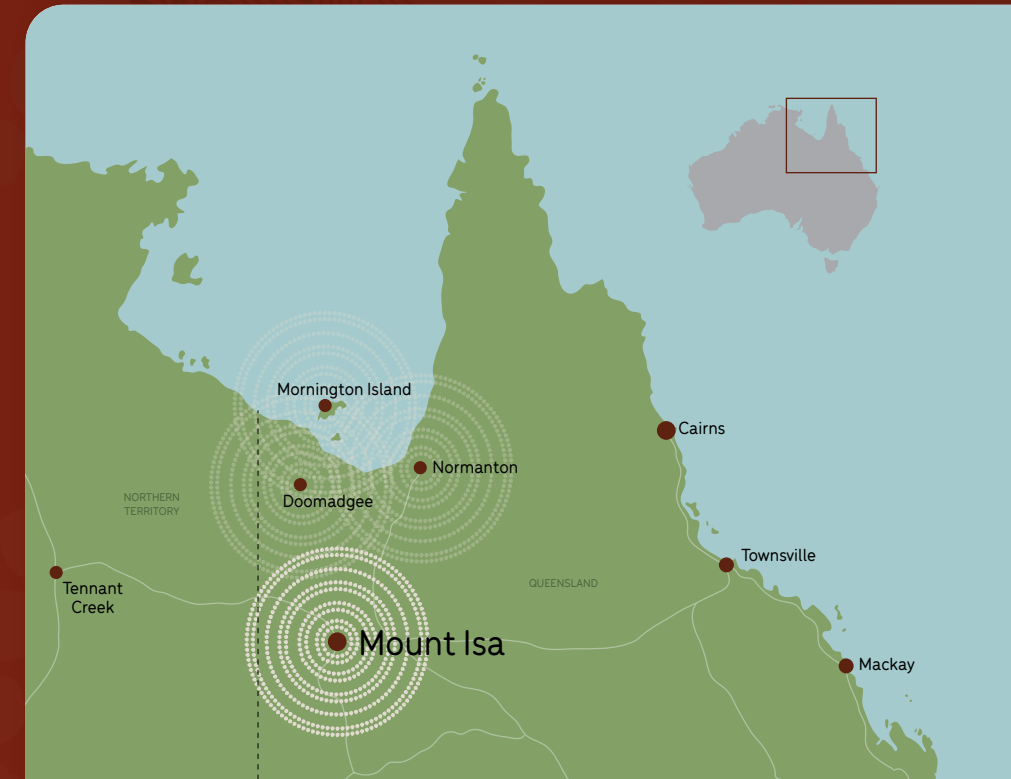 Mornington Island
Cairns
Normanton
Doomadgee
NORTHERN
TERRITORY
Townsville
Tennant
Creek
QUEENSLAND
Mount Isa
Mackay